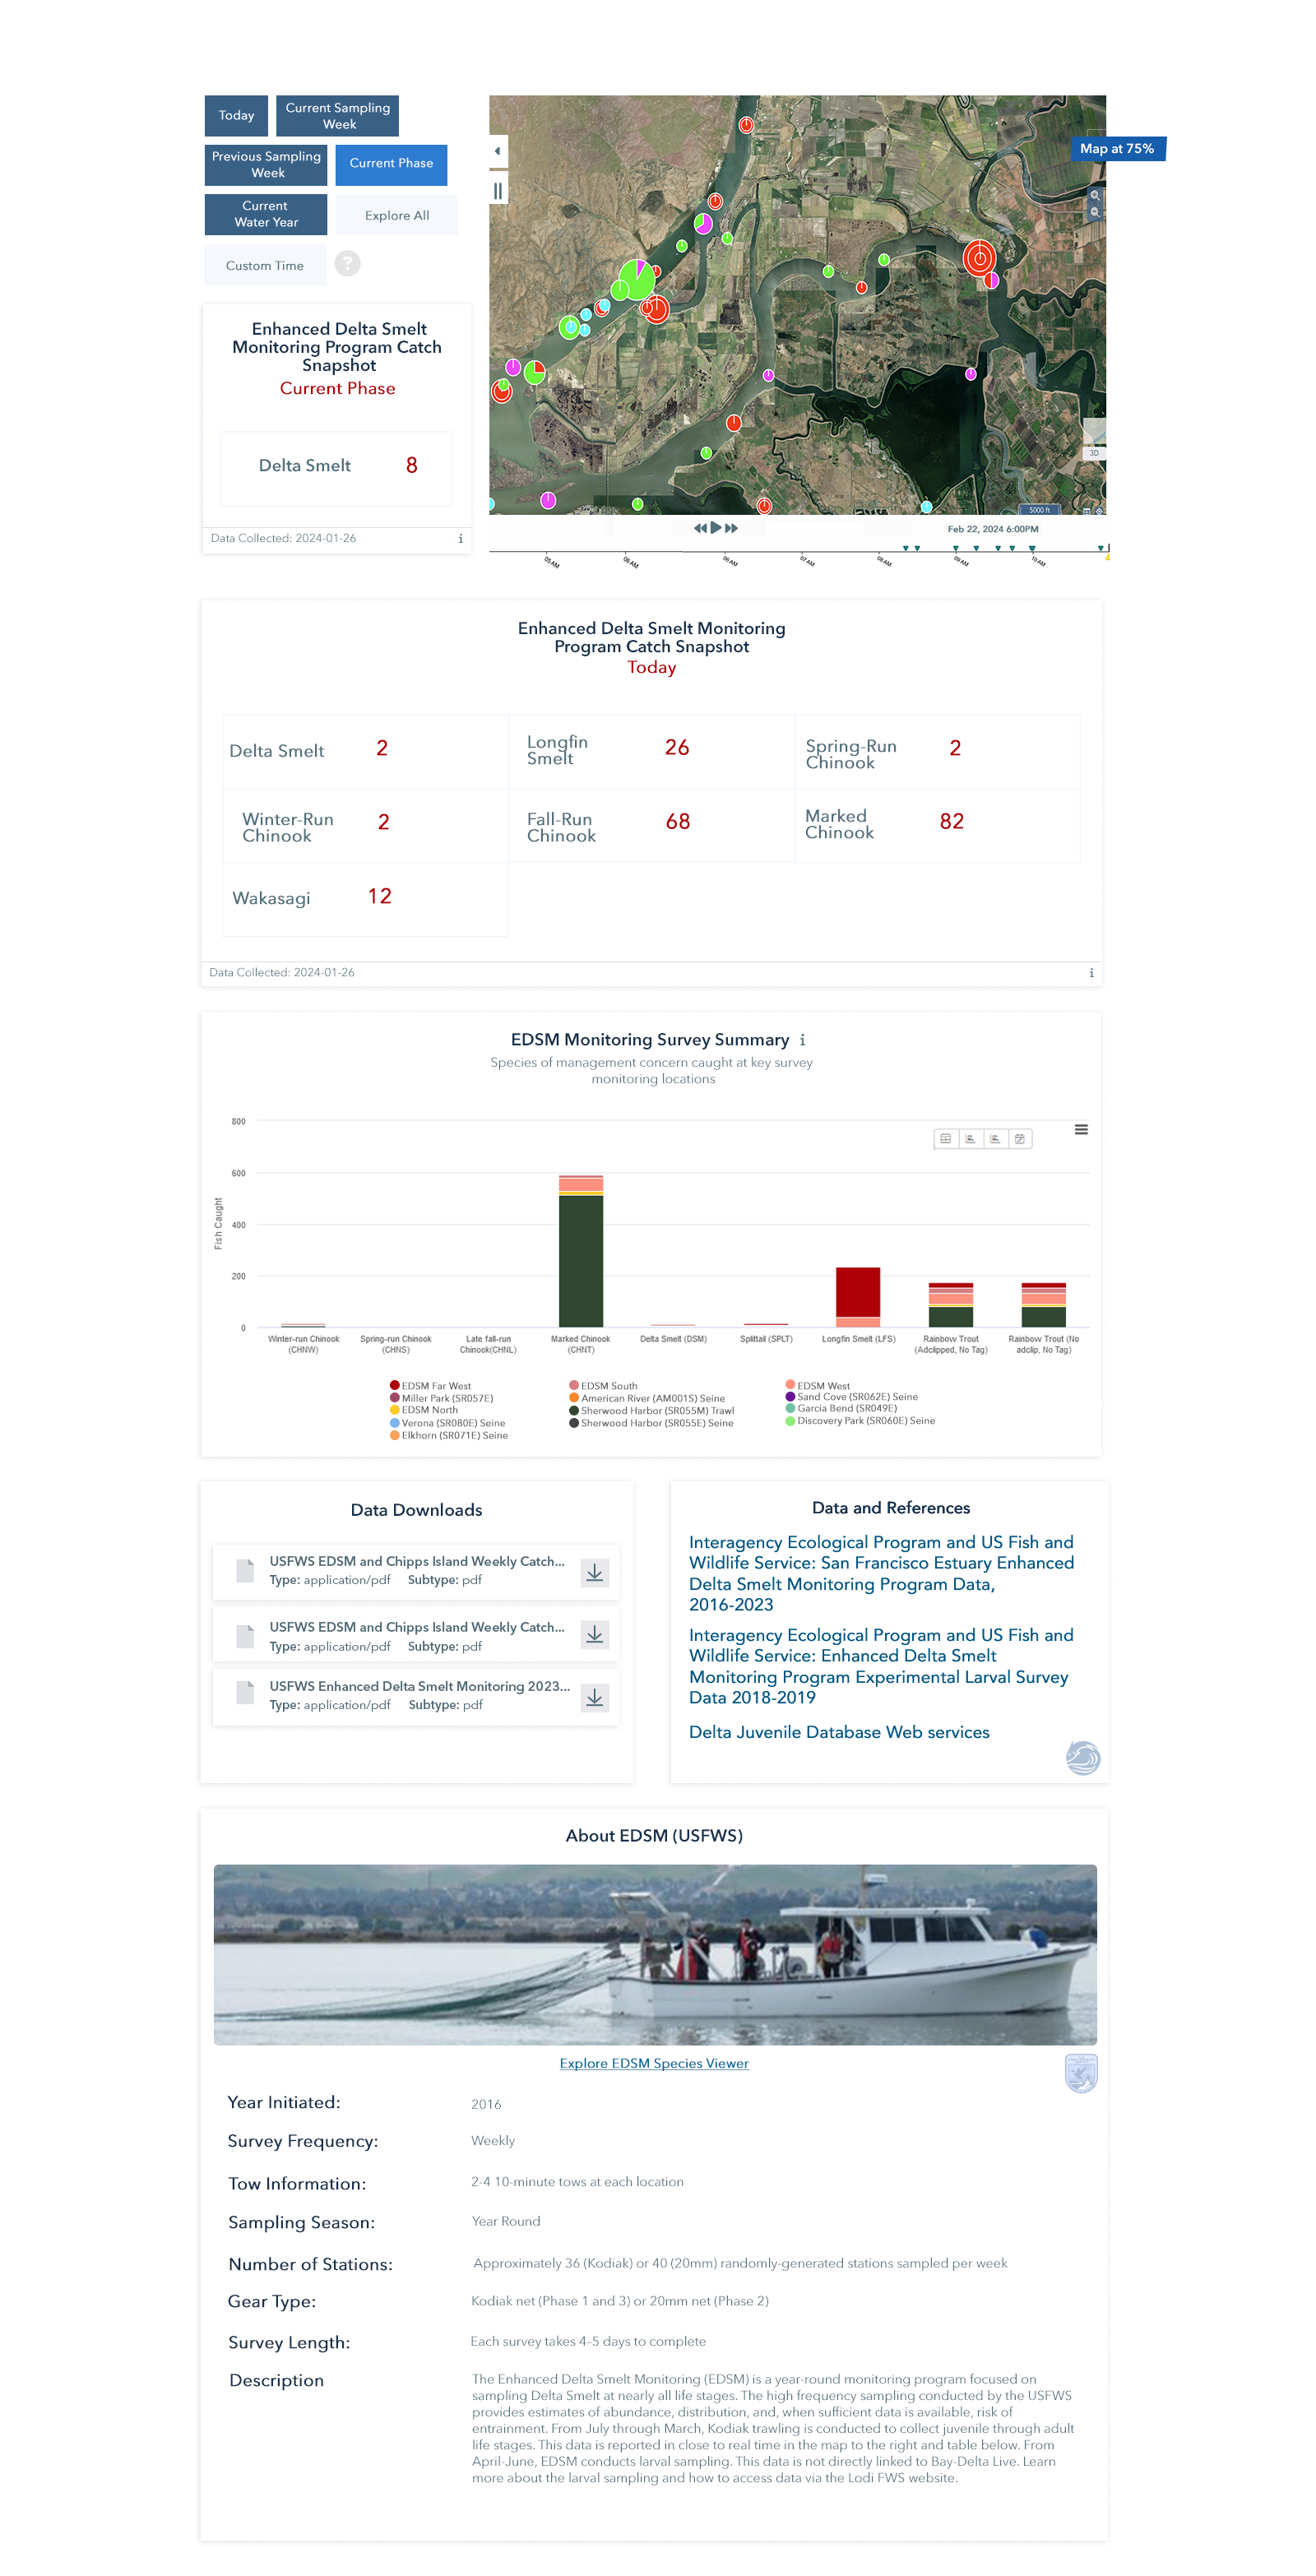 Today
Current Sampling
Week
Previous Sampling
Week
Current Phase
Current
Water Year
Explore All
Custom Time
?
Map at 75%
Enhanced Delta Smelt
Monitoring Program Catch
Snapshot
Current Phase
Delta Smelt 8
Data Collected: 2024-01-26 i
3D
5000 ft
Feb 22, 2024 6:00PM
05 AM 06 AM 06 AM 07 AM 08 AM 09 AM 10 AM
Enhanced Delta Smelt Monitoring
Program Catch Snapshot
Today
Delta Smelt 2
Longfin
Smelt 26
Spring-Run
Chinook 2
Winter-Run
Chinook 2
Fall-Run
Chinook 68
Marked
Chinook 82
Wakasagi 12
Data Collected: 2024-01-26 i
EDSM Monitoring Survey Summary i
Species of management concern caught at key survey
monitoring locations
Fish Caught
800
600
400
200
0
Winter-run Chinook
(CHNW)
Spring-run Chinook
(CHNS)
Late fall-run
Chinook(CHNL)
Marked Chinook
(CHNT)
Delta Smelt (DSM)
Splittail (SPLT)
Longfin Smelt (LFS)
Rainbow Trout
(Adclipped, No Tag)
Rainbow Trout (No
adclip, No Tag)
EDSM Far West
Miller Park (SR057E)
EDSM North
Verona (SR080E) Seine
Elkhorn (SR071E) Seine
EDSM South
American River (AM001S) Seine
Sherwood Harbor (SR055M) Trawl
Sherwood Harbor (SR055E) Seine
EDSM West
Sand Cove (SR062E) Seine
Garcia Bend (SR049E)
Discovery Park (SR060E) Seine
Data Downloads
USFWS EDSM and Chipps Island Weekly Catch...
Type: application/pdf Subtype: pdf
USFWS EDSM and Chipps Island Weekly Catch...
Type: application/pdf Subtype: pdf
USFWS Enhanced Delta Smelt Monitoring 2023...
Type: application/pdf Subtype: pdf
Data and References
Interagency Ecological Program and US Fish and
Wildlife Service: San Francisco Estuary Enhanced
Delta Smelt Monitoring Program Data,
2016-2023
Interagency Ecological Program and US Fish and
Wildlife Service: Enhanced Delta Smelt
Monitoring Program Experimental Larval Survey
Data 2018-2019
Delta Juvenile Database Web services
About EDSM (USFWS)
Explore EDSM Species Viewer
Year Initiated: 2016
Survey Frequency: Weekly
Tow Information: 2-4 10-minute tows at each location
Sampling Season: Year Round
Number of Stations: Approximately 36 (Kodiak) or 40 (20mm) randomly-generated stations sampled per week
Gear Type: Kodiak net (Phase 1 and 3) or 20mm net (Phase 2)
Survey Length: Each survey takes 4-5 days to complete
Description
The Enhanced Delta Smelt Monitoring (EDSM) is a year-round monitoring program focused on
sampling Delta Smelt at nearly all life stages. The high frequency sampling conducted by the USFWS
provides estimates of abundance, distribution, and, when sufficient data is available, risk of
entrainment. From July through March, Kodiak trawling is conducted to collect juvenile through adult
life stages. This data is reported in close to real time in the map to the right and table below. From
April-June, EDSM conducts larval sampling. This data is not directly linked to Bay-Delta Live. Learn
more about the larval sampling and how to access data via the Lodi FWS website.